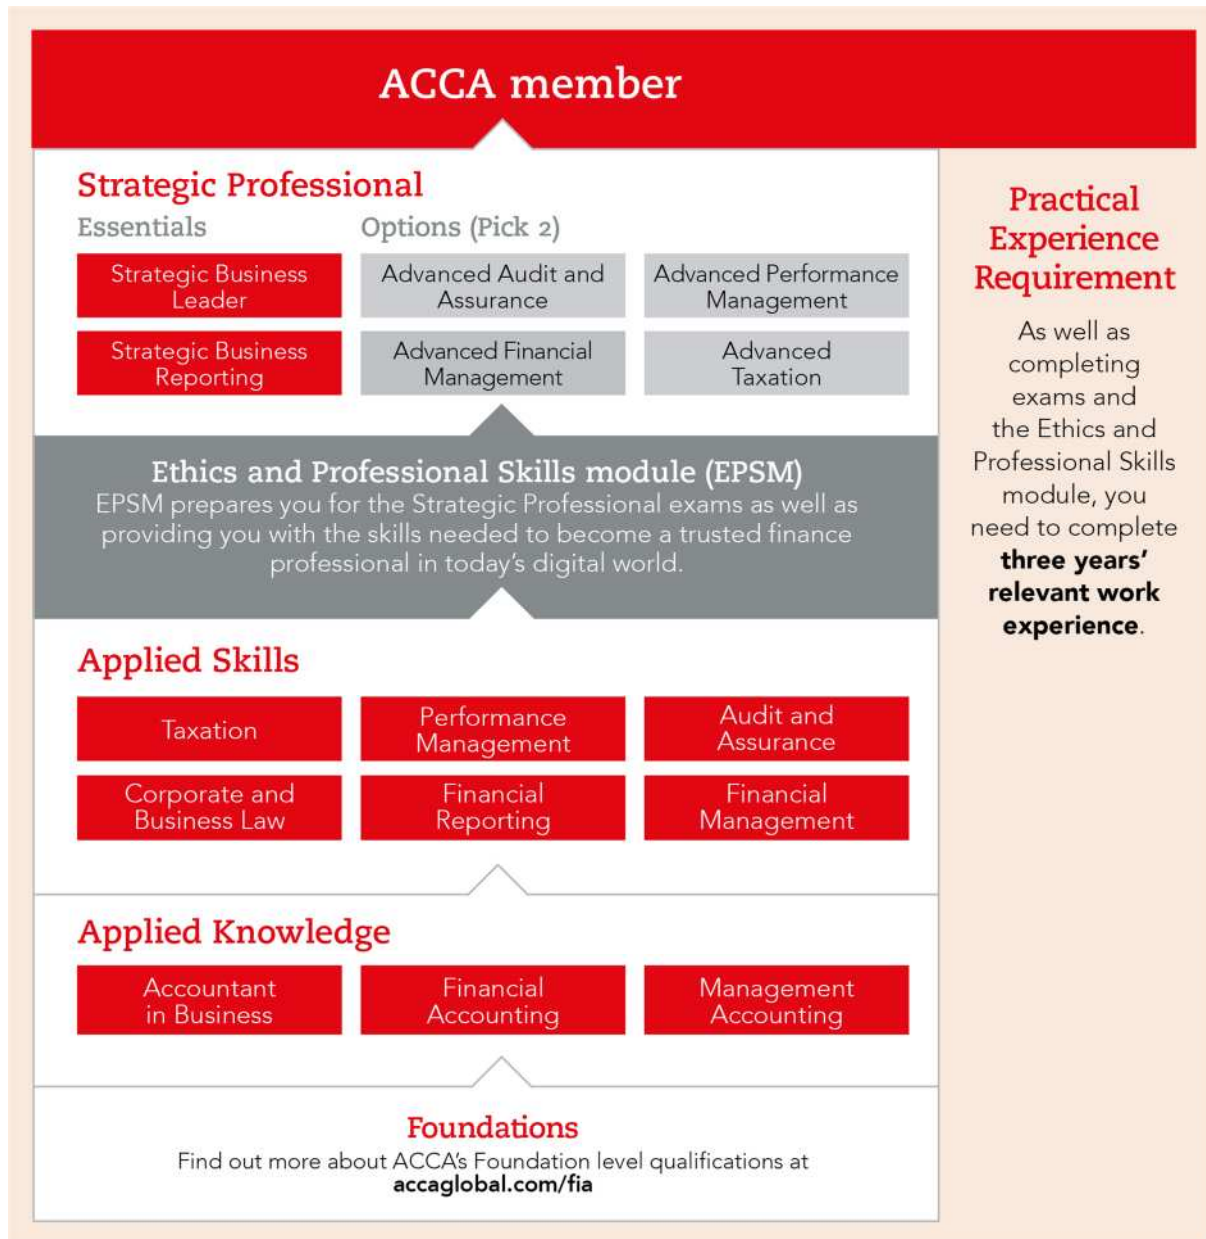 ACCA member
Strategic Professional
Essentials
Options (Pick 2)
Strategic Business
Leader
Advanced Audit and
Assurance
Advanced Performance
Management
Strategic Business
Reporting
Advanced Financial
Management
Advanced
Taxation
Ethics and Professional Skills module (EPSM)
EPSM prepares you for the Strategic Professional exams as well as
providing you with the skills needed to become a trusted finance
professional in today's digital world.
Applied Skills
Taxation
Performance
Management
Audit and
Assurance
Corporate and
Business Law
Financial
Reporting
Financial
Management
Applied Knowledge
Accountant
in Business
Financial
Accounting
Management
Accounting
Foundations
Find out more about ACCA's Foundation level qualifications at
accaglobal.com/fia
Practical
Experience
Requirement
As well as
completing
exams and
the Ethics and
Professional Skills
module, you
need to complete
three years'
relevant work
experience.